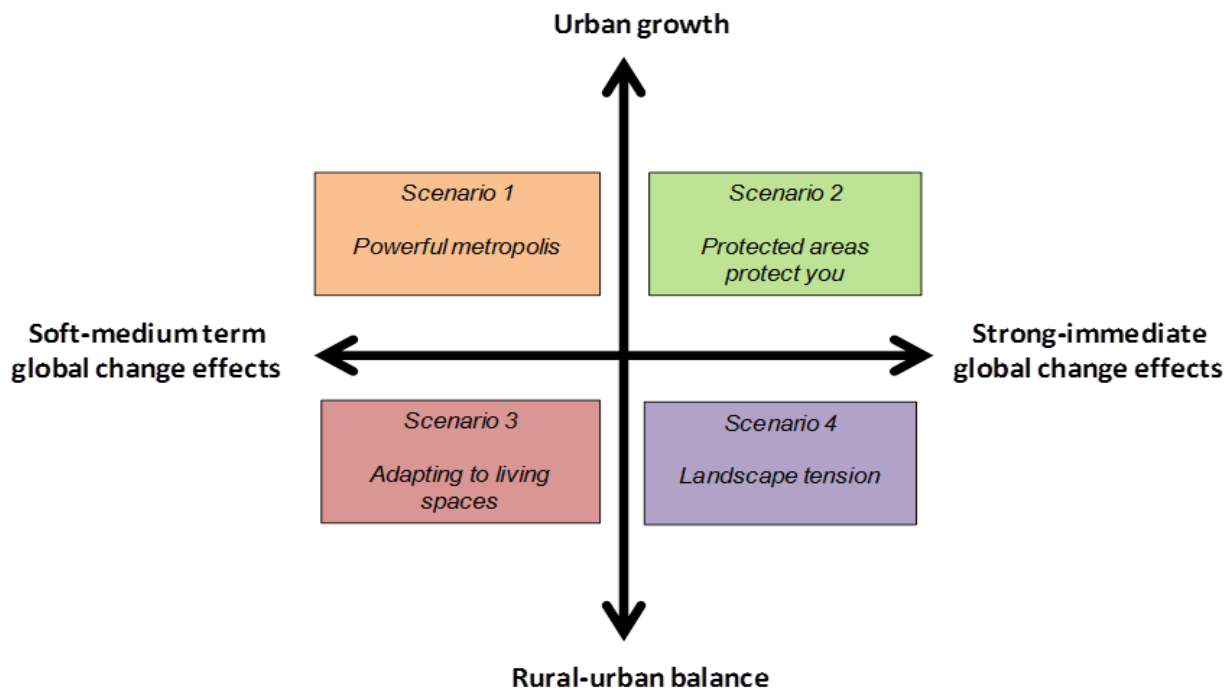 Urban growth
Scenario 1
Powerful metropolis
Scenario 2
Protected areas
protect you
Soft-medium term
global change effects
Strong-immediate
global change effects
Scenario 3
Adapting to living
spaces
Scenario 4
Landscape tension
Rural-urban balance